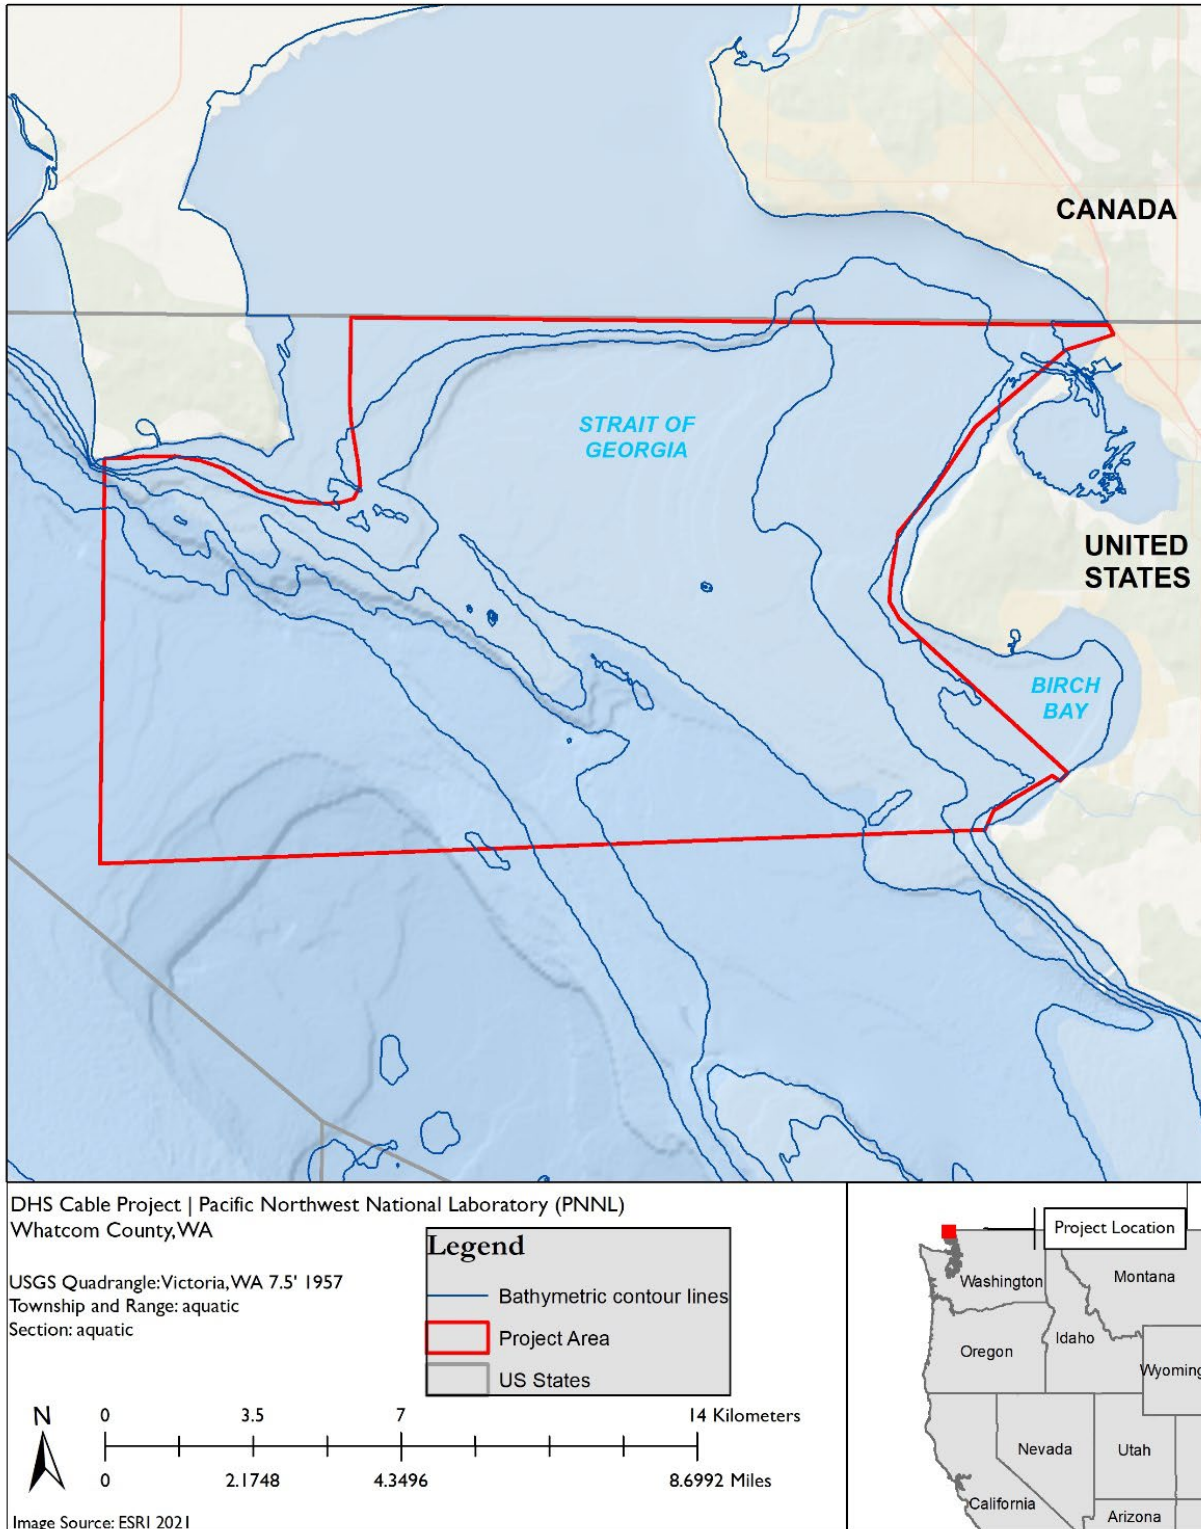 CANADA
STRAIT OF
GEORGIA
UNITED
STATES
BIRCH
BAY
DHS Cable Project | Pacific Northwest National Laboratory (PNNL)
Whatcom County,WA
USGS Quadrangle:Victoria,WA 7.5' 1957
Township and Range: aquatic
Section: aquatic
Legend
Bathymetric contour lines
Project Area
US States
N
0 3.5 7 14 Kilometers
0 2.1748 4.3496 8.6992 Miles
Image Source: ESRI 2021
Project Location
Washington
Montana
Oregon
Idaho
Wyoming
Nevada
Utah
California
Arizona